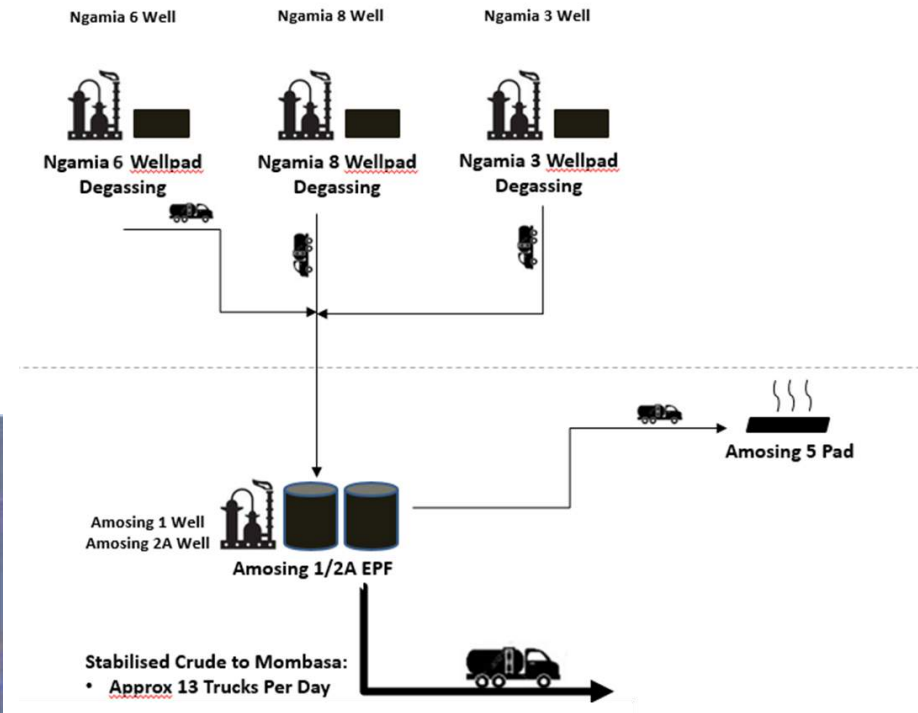 Ngamia 6 Well
Ngamia 8 Well
Ngamia 3 Well
Ngamia 6 Wellpad
Degassing
Ngamia 8 Wellpad
Degassing
Ngamia 3 Wellpad
Degassing
Amosing 5 Pad
Amosing 1 Well
Amosing 2A Well
Amosing 1/2A EPF
Stabilised Crude to Mombasa:
• Approx 13 Trucks Per Day